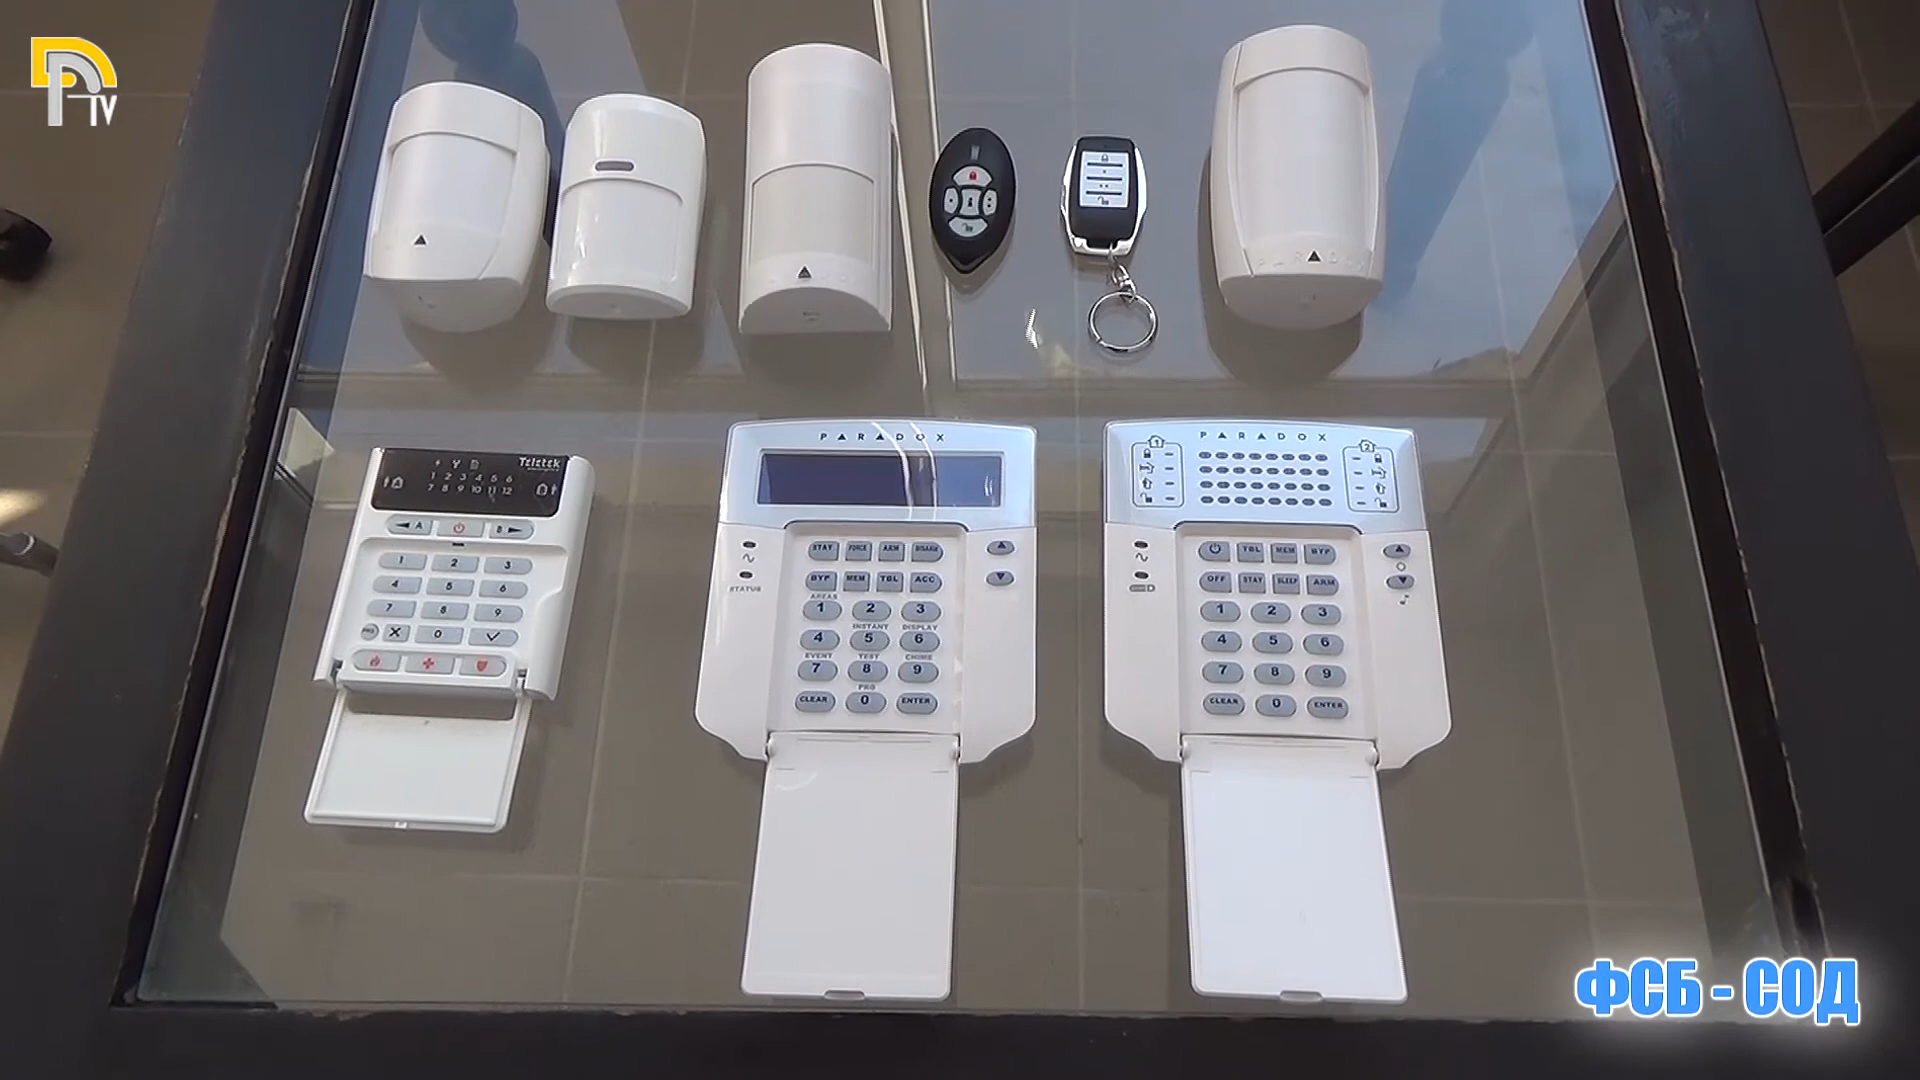 TV
PARADOX
Teletek
electronics
1 2 3 4 5 6
7 8 9 10 11 12
A
B
1 2 3
4 5 6
7 8 9
PRG
0
PARADOX
STATUS
STAY FORCE ARM DISARM
BYP MEM TBL ACC
AREAS
1 2 3
INSTANT DISPLAY
4 5 6
EVENT TEST CHIME
7 8 9
PRG
CLEAR 0 ENTER
PARADOX
1
2
TBL MEM BYP
OFF STAY SLEEP ARM
1 2 3
4 5 6
7 8 9
CLEAR 0 ENTER
ФСБ - СОД